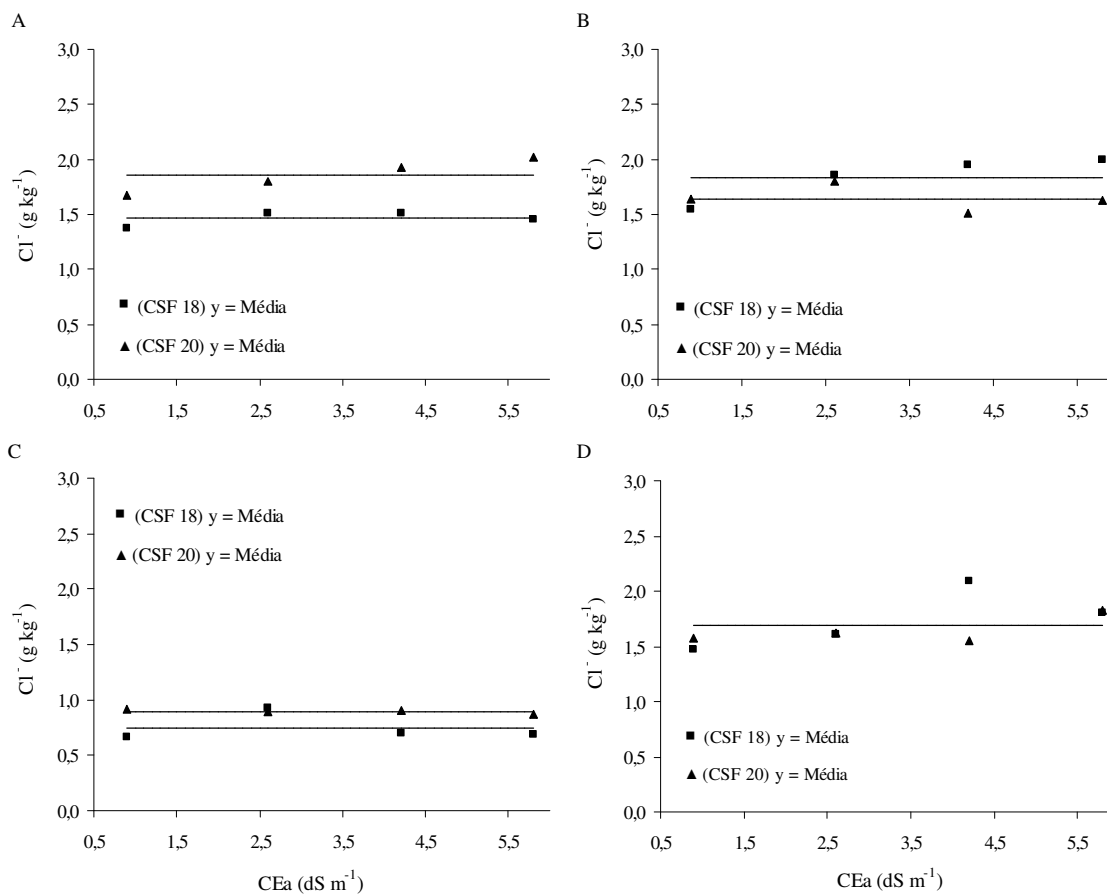 A
3,0
2,5
2,0
1,5
1,0
0,5
0,0
Cl⁻ (g kg⁻¹)
■ (CSF 18) y = Média
▲ (CSF 20) y = Média
0,5 1,5 2,5 3,5 4,5 5,5
B
3,0
2,5
2,0
1,5
1,0
0,5
0,0
Cl⁻ (g kg⁻¹)
■ (CSF 18) y = Média
▲ (CSF 20) y = Média
0,5 1,5 2,5 3,5 4,5 5,5
C
3,0
2,5
2,0
1,5
1,0
0,5
0,0
Cl⁻ (g kg⁻¹)
■ (CSF 18) y = Média
▲ (CSF 20) y = Média
0,5 1,5 2,5 3,5 4,5 5,5
CEa (dS m⁻¹)
D
3,0
2,5
2,0
1,5
1,0
0,5
0,0
Cl⁻ (g kg⁻¹)
■ (CSF 18) y = Média
▲ (CSF 20) y = Média
0,5 1,5 2,5 3,5 4,5 5,5
CEa (dS m⁻¹)